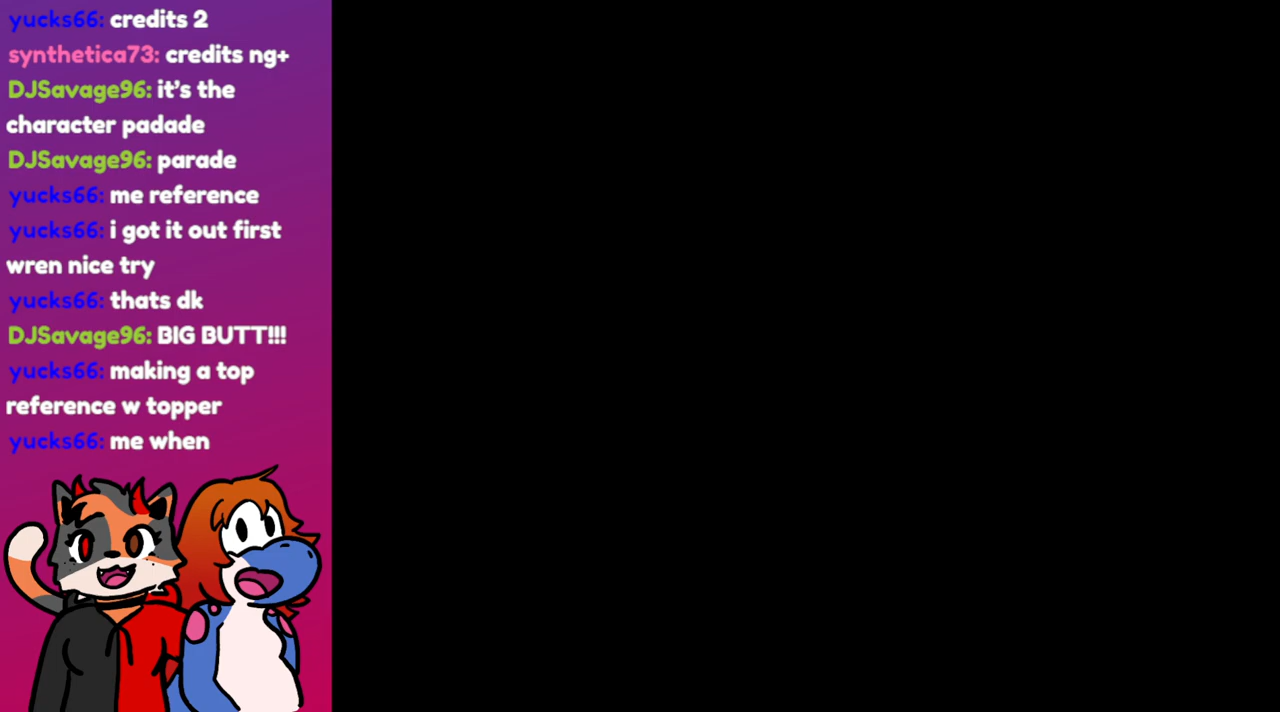 yucks66: credits 2
synthetica73: credits ng+
DJSavage96: it's the
character padade
DJSavage96: parade
yucks66: me reference
yucks66: i got it out first
wren nice try
yucks66: thats dk
DJSavage96: BIG BUTT!!!
yucks66: making a top
reference w topper
yucks66: me when